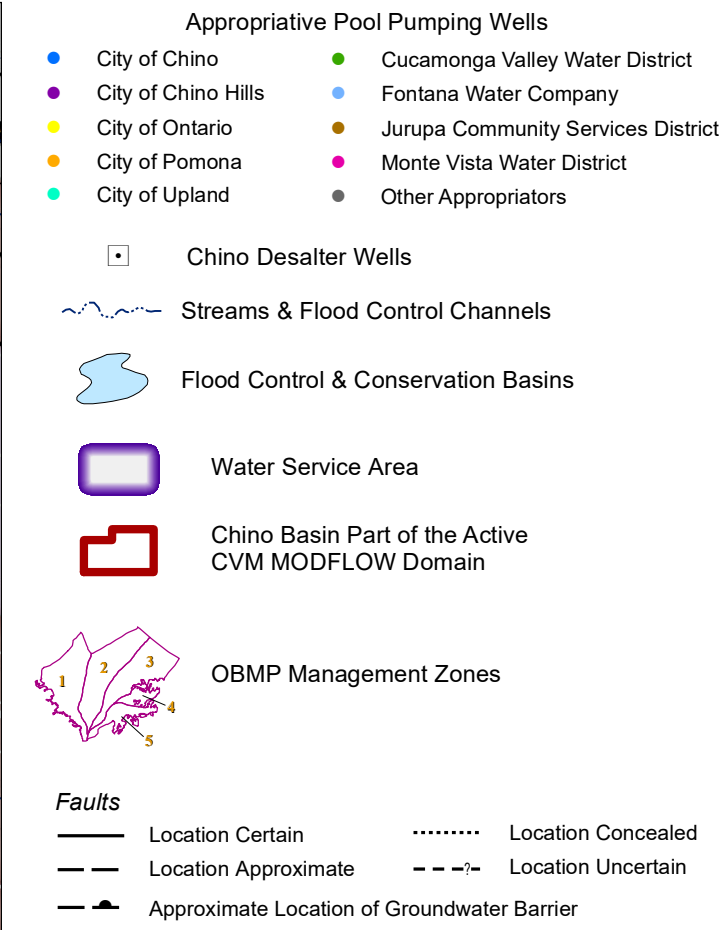 Appropriative Pool Pumping Wells
City of Chino
City of Chino Hills
City of Ontario
City of Pomona
City of Upland
Cucamonga Valley Water District
Fontana Water Company
Jurupa Community Services District
Monte Vista Water District
Other Appropriators
Chino Desalter Wells
Streams & Flood Control Channels
Flood Control & Conservation Basins
Water Service Area
Chino Basin Part of the Active
CVM MODFLOW Domain
1
2
3
4
5
OBMP Management Zones
Faults
Location Certain
Location Concealed
Location Approximate
?
Location Uncertain
Approximate Location of Groundwater Barrier